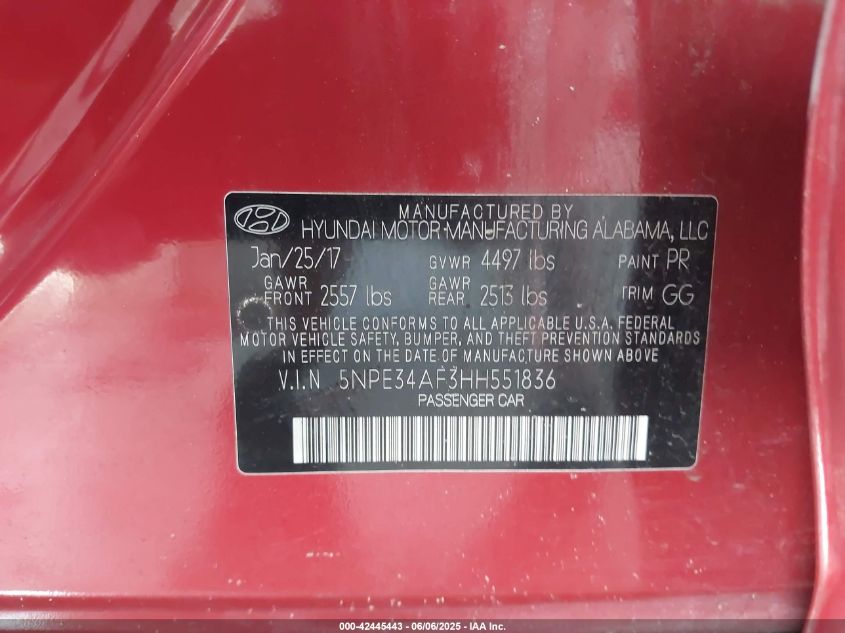 MANUFACTURED BY
HYUNDAI MOTOR MANUFACTURING ALABAMA, LLC
Jan/25/17 GVWR 4497 lbs PAINT PR
GAWR FRONT 2557 lbs GAWR REAR 2513 lbs TRIM GG
THIS VEHICLE CONFORMS TO ALL APPLICABLE U.S.A. FEDERAL
MOTOR VEHICLE SAFETY, BUMPER, AND THEFT PREVENTION STANDARDS
IN EFFECT ON THE DATE OF MANUFACTURE SHOWN ABOVE
V.I.N 5NPE34AF3HH551836
PASSENGER CAR
000-42445443 - 06/06/2025 - IAA Inc.